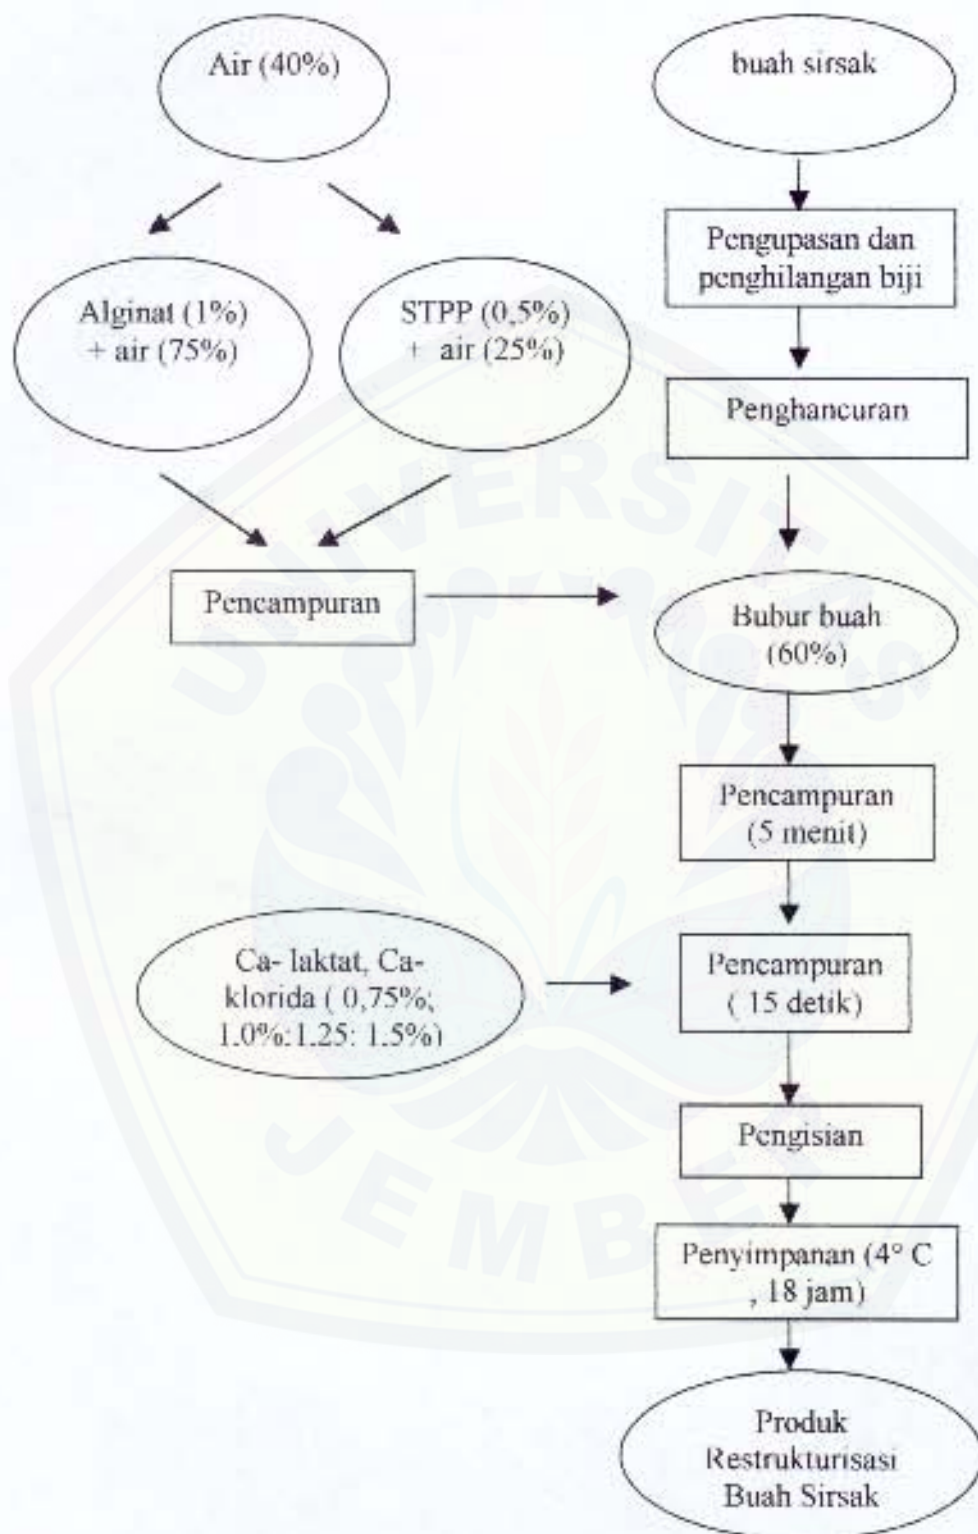 Air (40%)
buah sirsak
Pengupasan dan
penghilangan biji
Alginat (1%)
+ air (75%)
STPP (0,5%)
+ air (25%)
Penghancuran
Pencampuran
Bubur buah
(60%)
Pencampuran
(5 menit)
Ca- laktat, Ca-
klorida ( 0,75%;
1.0%:1.25: 1.5%)
Pencampuran
( 15 detik)
Pengisian
Penyimpanan (4° C
, 18 jam)
Produk
Restrukturisasi
Buah Sirsak
UNIVERSITAS
JEMBER